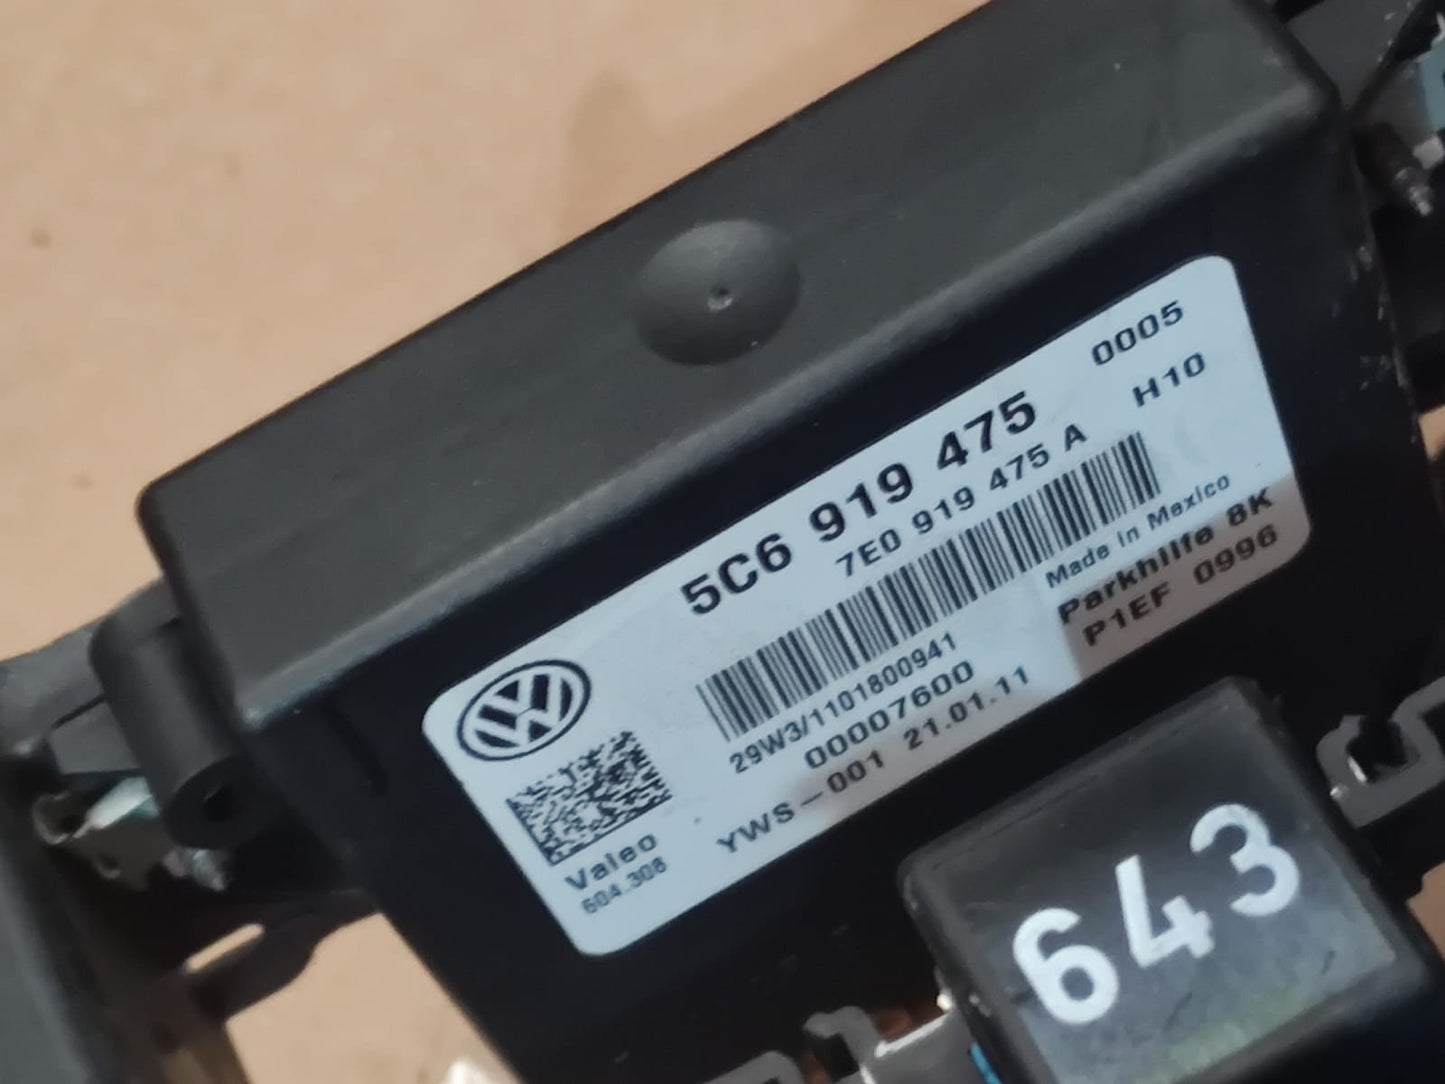 0005
5C6 919 475
H10
7E0 919 475 A
Made in Mexico
29W3/1101800941
Parkhilfe 8K
00007600
P1EF 0996
YWS-001 21.01.11
Valeo
604.308
643